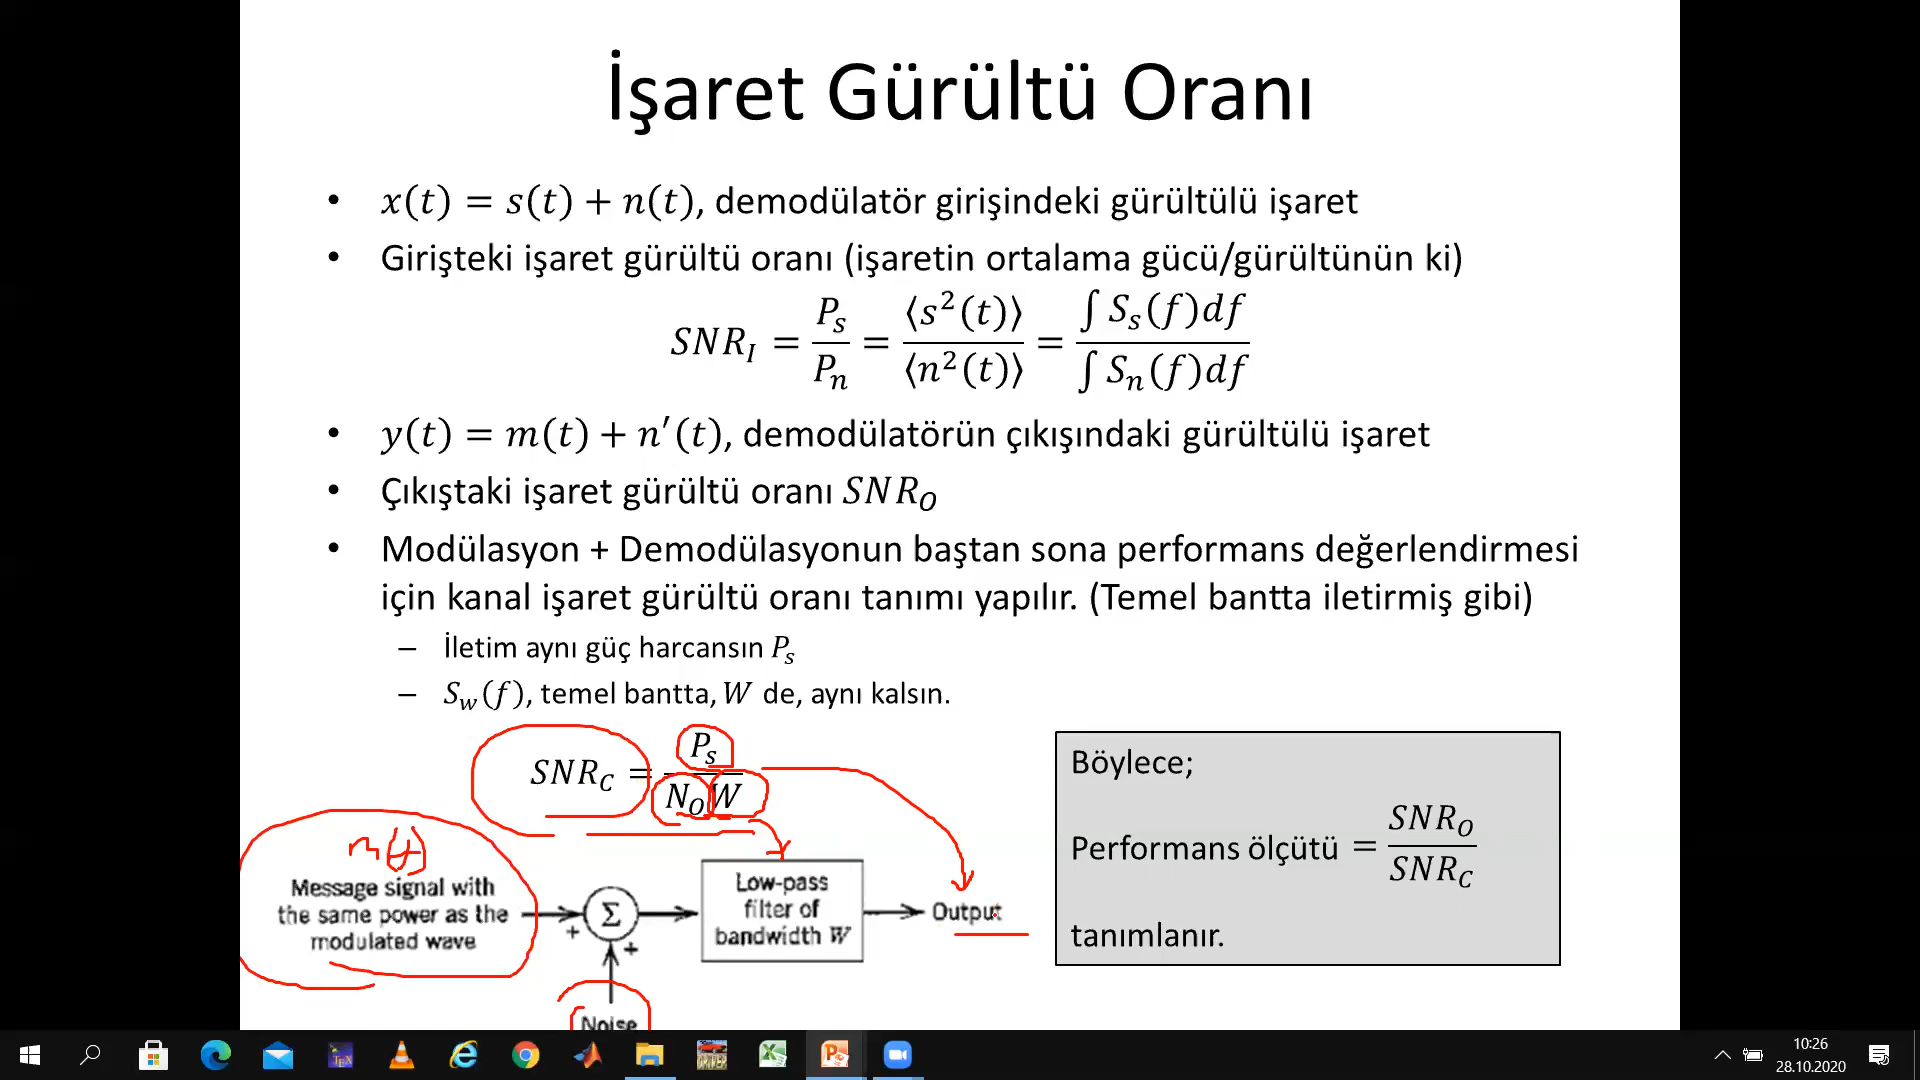 İşaret Gürültü Oranı
• x(t) = s(t) + n(t), demodülatör girişindeki gürültülü işaret
• Girişteki işaret gürültü oranı (işaretin ortalama gücü/gürültünün ki)
SNR_I = P_s / P_n = ⟨s²(t)⟩ / ⟨n²(t)⟩ = ∫ S_s(f)df / ∫ S_n(f)df
• y(t) = m(t) + n′(t), demodülatörün çıkışındaki gürültülü işaret
• Çıkıştaki işaret gürültü oranı SNR_O
• Modülasyon + Demodülasyonun baştan sona performans değerlendirmesi
için kanal işaret gürültü oranı tanımı yapılır. (Temel bantta iletirmiş gibi)
– İletim aynı güç harcansın P_s
– S_w(f), temel bantta, W de, aynı kalsın.
SNR_C = P_s / N_O W
m(t)
Message signal with
the same power as the
modulated wave
Σ
+
+
Noise
Low-pass
filter of
bandwidth W
Output
Böylece;
Performans ölçütü = SNR_O / SNR_C
tanımlanır.
10:26
28.10.2020